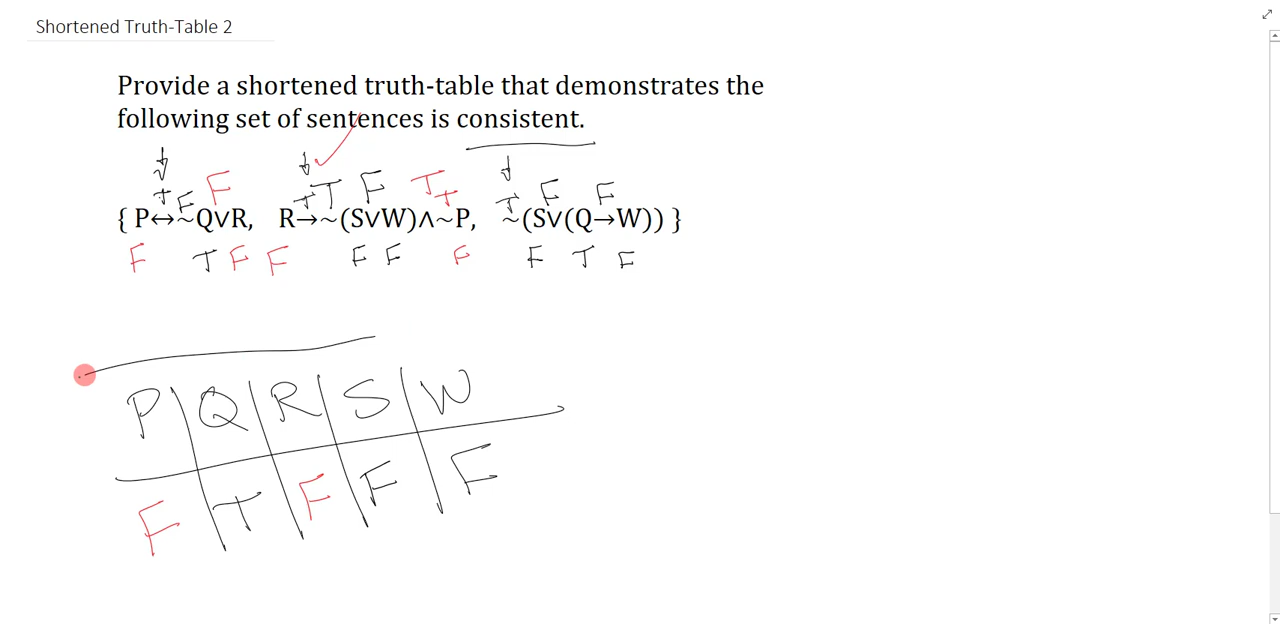 Shortened Truth-Table 2
Provide a shortened truth-table that demonstrates the
following set of sentences is consistent.
T F F T T F T T T F F
{ P↔~Q∨R, R→~(S∨W)∧~P, ~(S∨(Q→W)) }
F T F F F F F F T F
P Q R S W
F T F F F